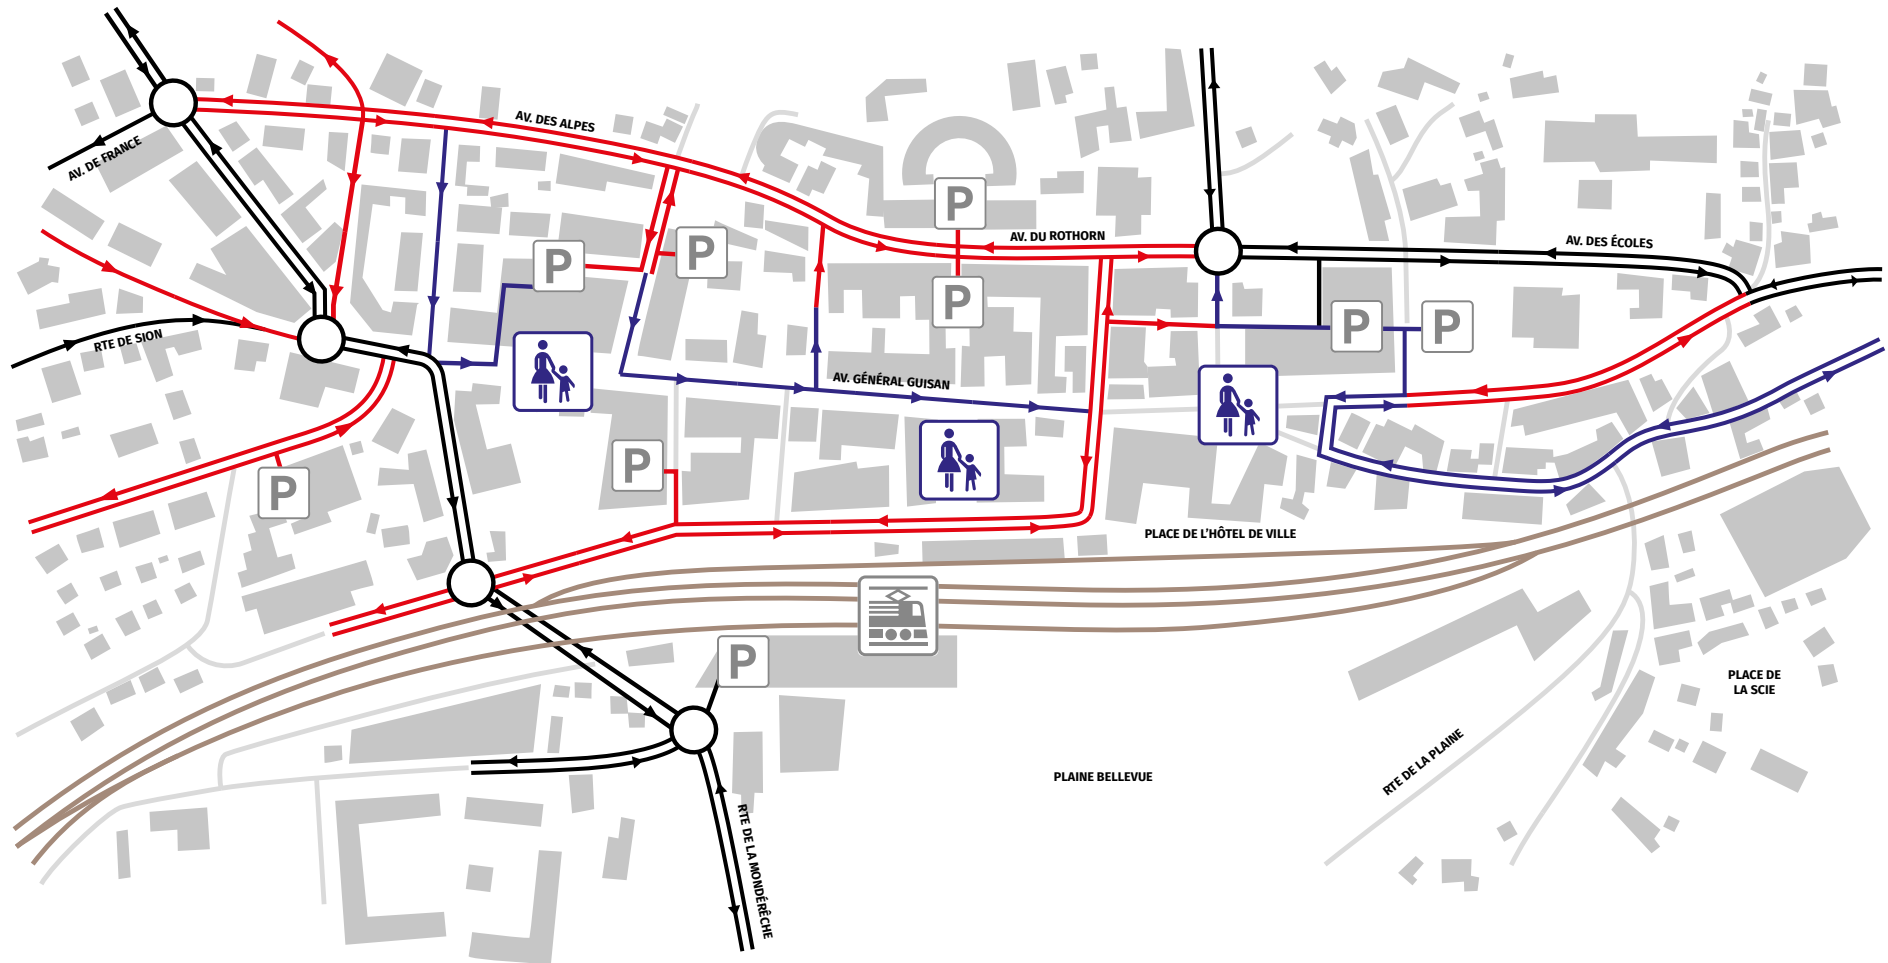 AV. DES ALPES
AV. DE FRANCE
P
AV. DU ROTHORN
AV. DES ÉCOLES
P
P
P
P
P
RTE DE SION
AV. GÉNÉRAL GUISAN
P
P
PLACE DE L'HÔTEL DE VILLE
P
PLACE DE
LA SCIE
RTE DE LA PLAINE
PLAINE BELLEVUE
RTE DE LA MONDÉRÈCHE